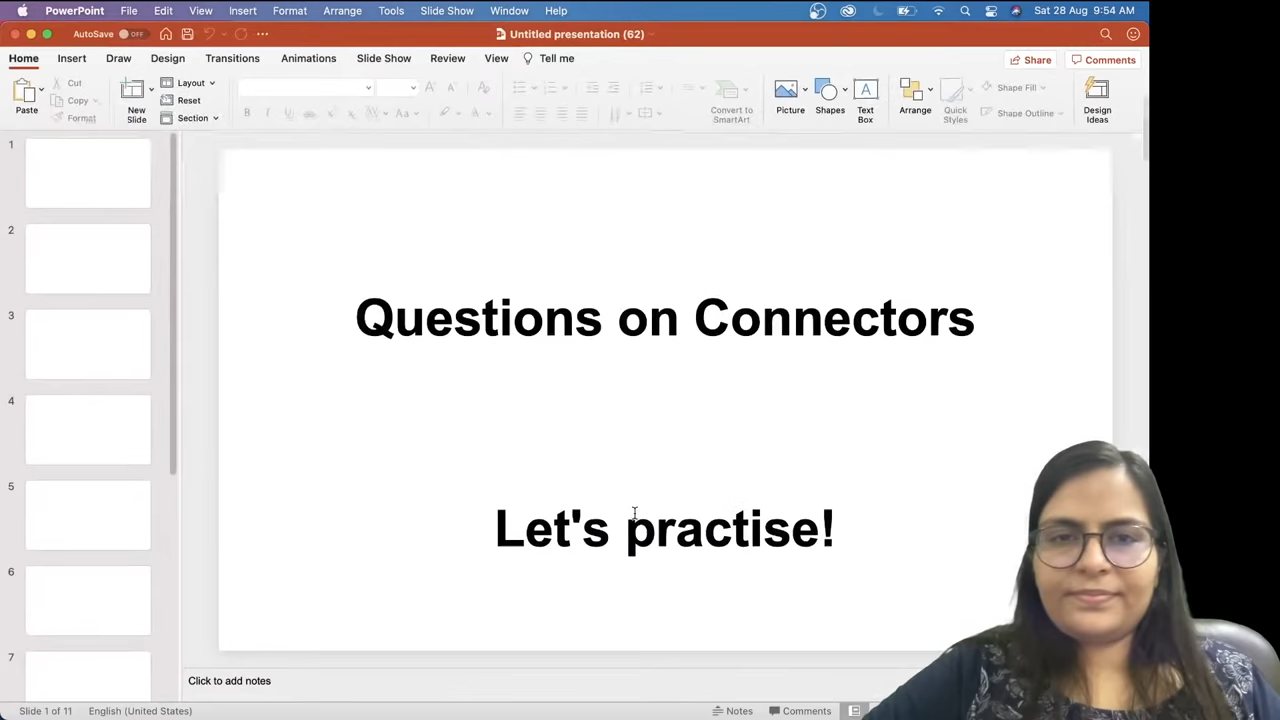 PowerPoint File Edit View Insert Format Arrange Tools Slide Show Window Help Sat 28 Aug 9:54 AM
AutoSave OFF Untitled presentation (62)
Home Insert Draw Design Transitions Animations Slide Show Review View Tell me Share Comments
Paste Cut Copy Format
New Slide Layout Reset Section
Aa
Convert to SmartArt
Picture Shapes Text Box Arrange Quick Styles Shape Fill Shape Outline Design Ideas
1
2
3
4
5
6
7
Questions on Connectors
Let's practise!
Click to add notes
Slide 1 of 11 English (United States) Notes Comments